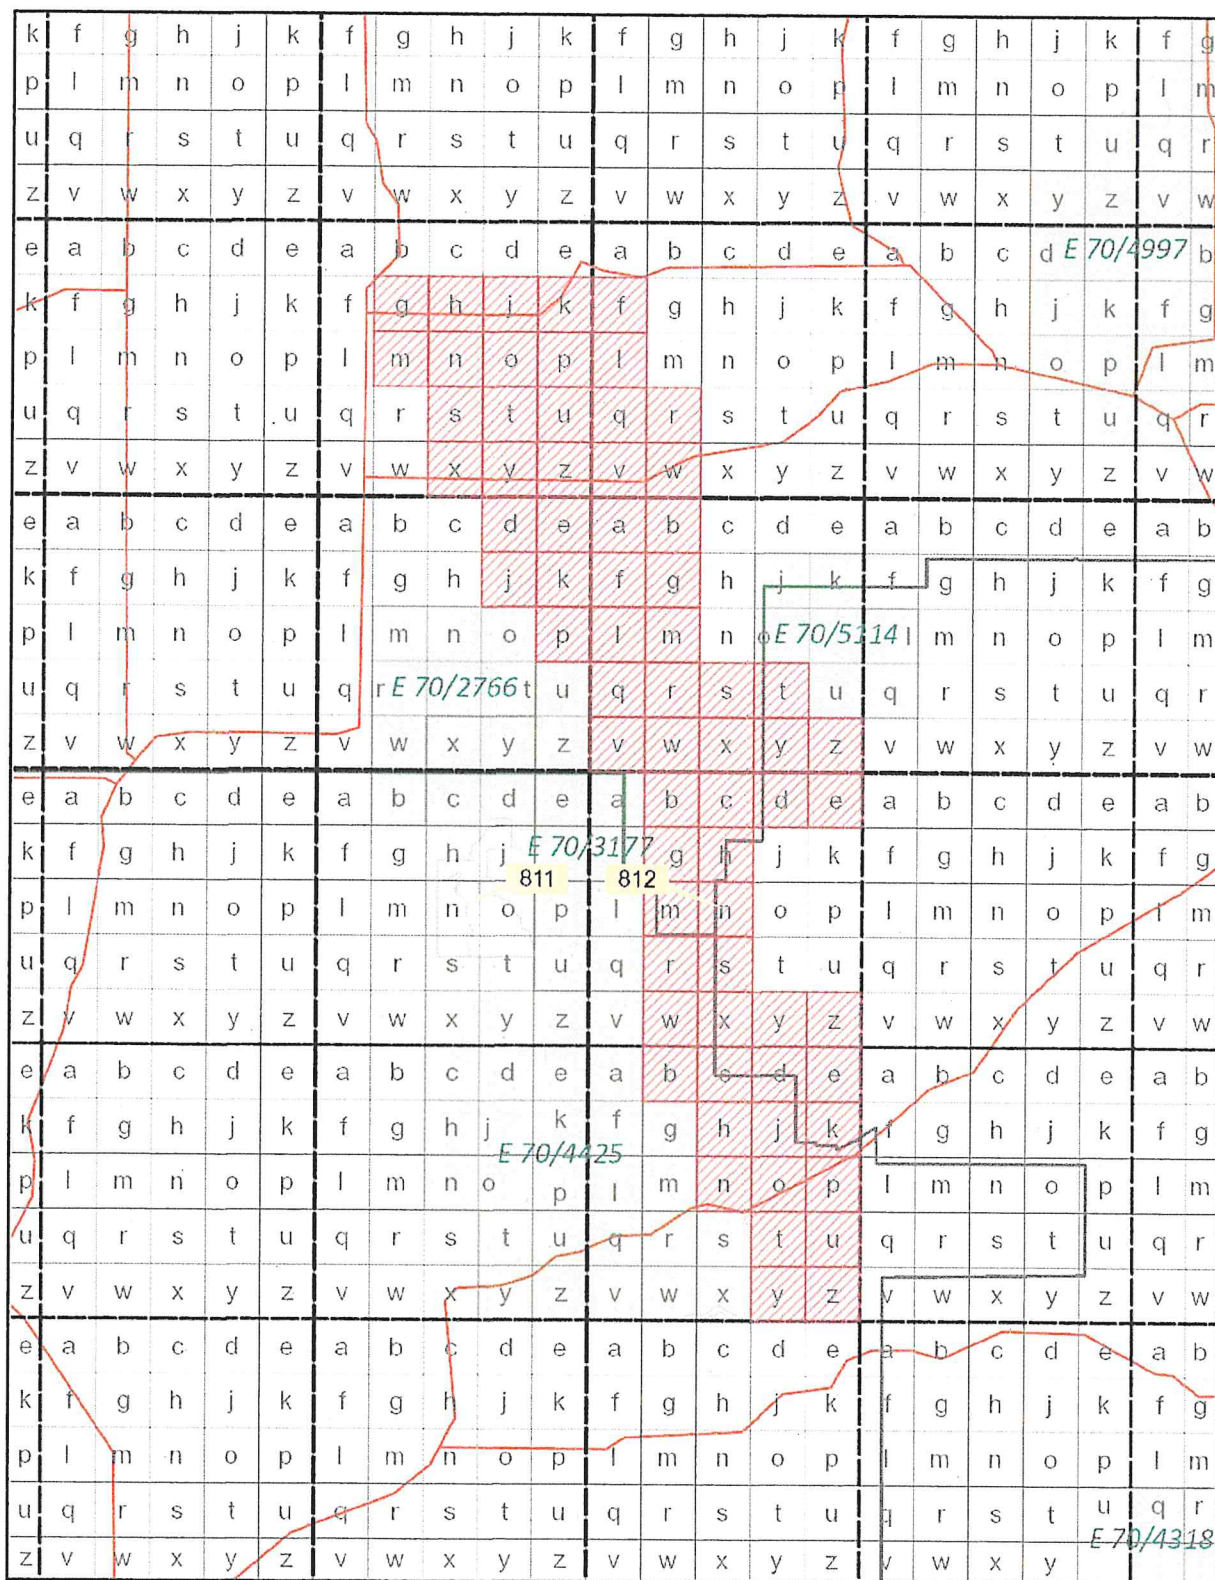 k f g h j k f g h j k f g h j k f g h j k f g
p l m n o p l m n o p l m n o p l m n o p l m
u q r s t u q r s t u q r s t u q r s t u q r
z v w x y z v w x y z v w x y z v w x y z v w
e a b c d e a b c d e a b c d e a b c d E 70/4997 b
k f g h j k f g h j k f g h j k f g h j k f g
p l m n o p l m n o p l m n o p l m n o p l m
u q r s t u q r s t u q r s t u q r s t u q r
z v w x y z v w x y z v w x y z v w x y z v w
e a b c d e a b c d e a b c d e a b c d e a b
k f g h j k f g h j k f g h j k f g h j k f g
p l m n o p l m n o p l m n o E 70/5114 l m n o p l m
u q r s t u q r E 70/2766 t u q r s t u q r s t u q r
z v w x y z v w x y z v w x y z v w x y z v w
e a b c d e a b c d e a b c d e a b c d e a b
k f g h j k f g h j E 70/3177 g h j k f g h j k f g
811 812
p l m n o p l m n o p l m n o p l m n o p l m
u q r s t u q r s t u q r s t u q r s t u q r
z v w x y z v w x y z v w x y z v w x y z v w
e a b c d e a b c d e a b c d e a b c d e a b
k f g h j k f g h j k f g h j k f g h j k f g
E 70/4425
p l m n o p l m n o p l m n o p l m n o p l m
u q r s t u q r s t u q r s t u q r s t u q r
z v w x y z v w x y z v w x y z v w x y z v w
e a b c d e a b c d e a b c d e a b c d e a b
k f g h j k f g h j k f g h j k f g h j k f g
p l m n o p l m n o p l m n o p l m n o p l m
u q r s t u q r s t u q r s t u q r s t u q r
E 70/4318
z v w x y z v w x y z v w x y z v w x y